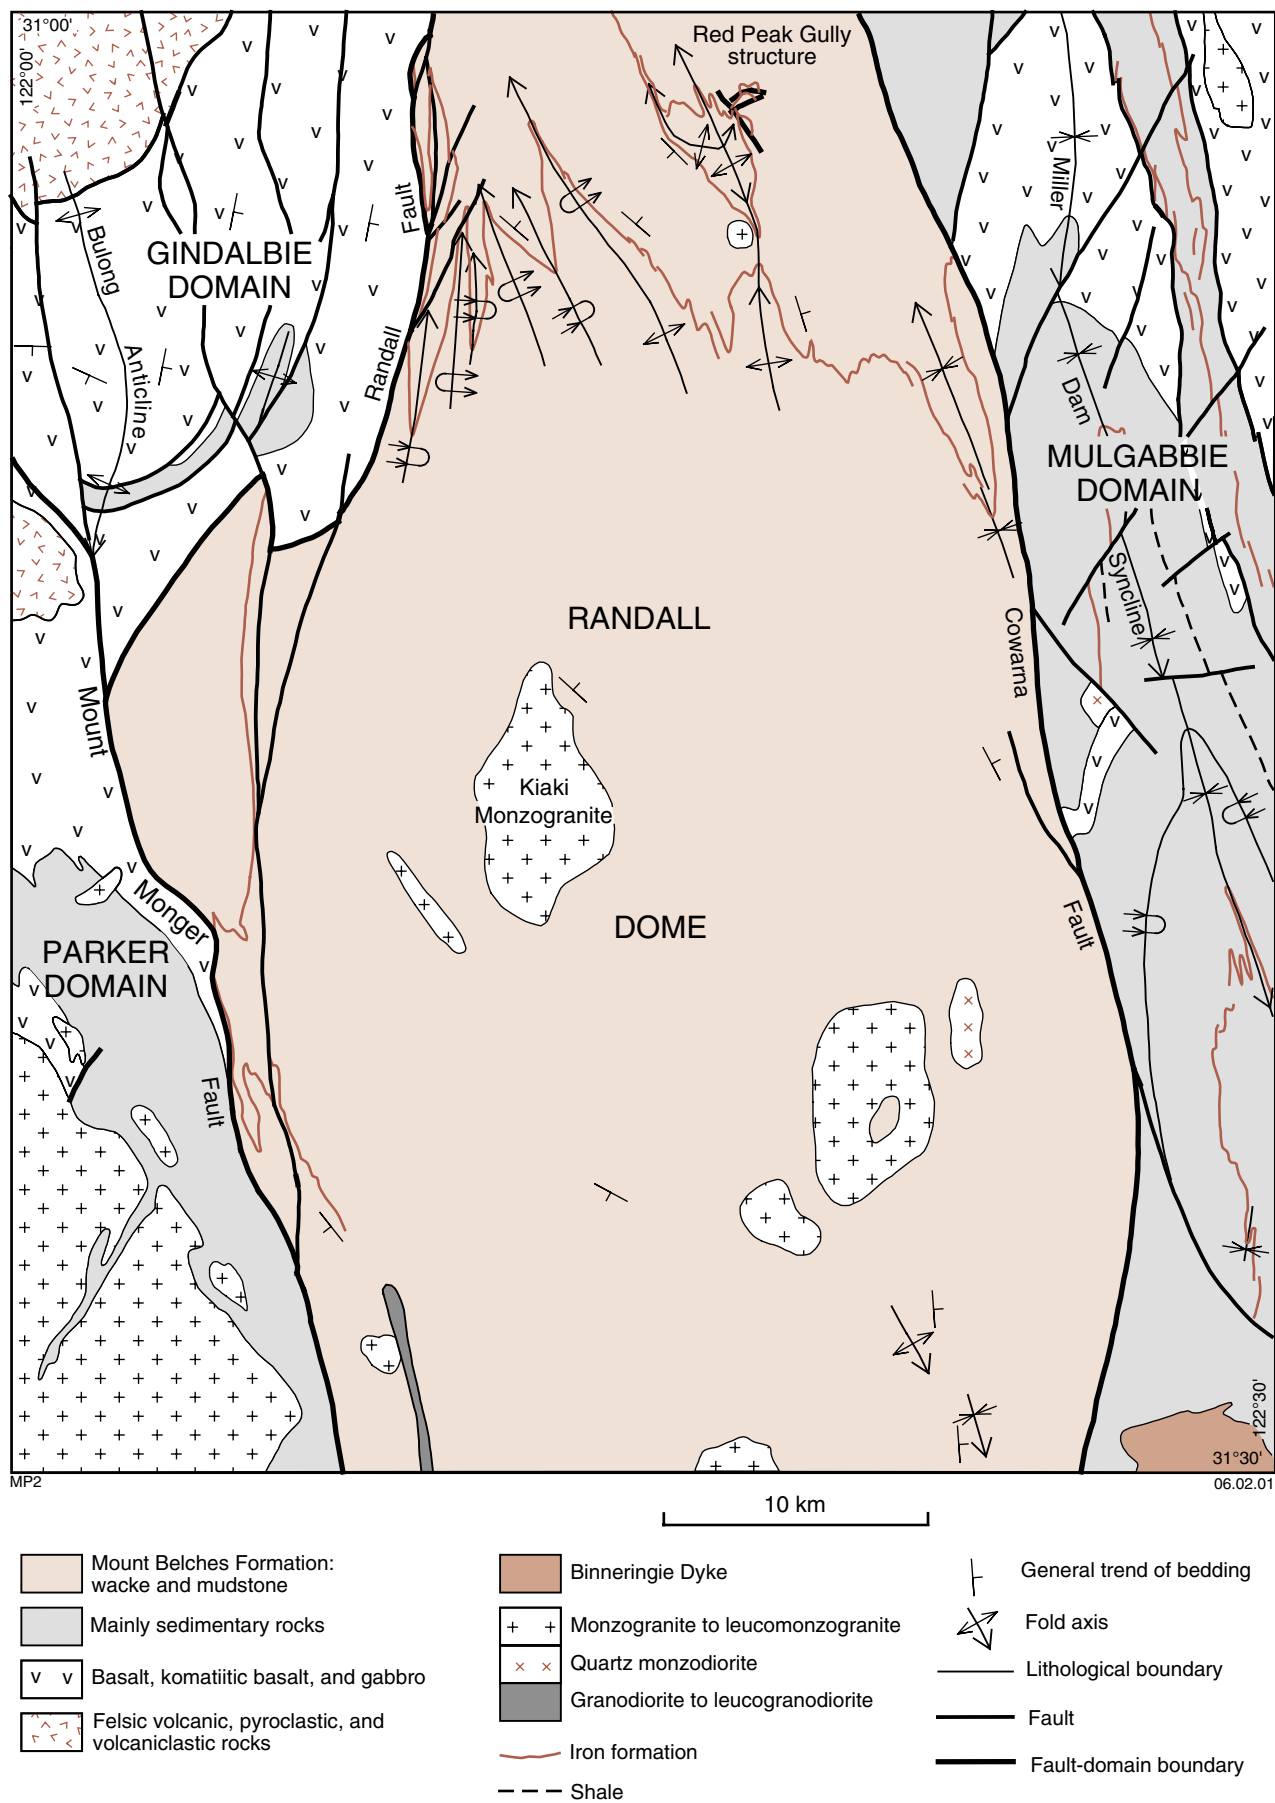 31°00'
122°00'
Red Peak Gully
structure
Miller
Bulong
Fault
GINDALBIE
DOMAIN
Anticline
Randall
Dam
MULGABBIE
DOMAIN
Syncline
Cowarna
RANDALL
Mount
Kiaki
Monzogranite
Monger
DOME
Fault
PARKER
DOMAIN
Fault
122°30'
31°30'
MP2
06.02.01
10 km
Mount Belches Formation:
wacke and mudstone
Mainly sedimentary rocks
Basalt, komatiitic basalt, and gabbro
Felsic volcanic, pyroclastic, and
volcaniclastic rocks
Binneringie Dyke
Monzogranite to leucomonzogranite
Quartz monzodiorite
Granodiorite to leucogranodiorite
Iron formation
Shale
General trend of bedding
Fold axis
Lithological boundary
Fault
Fault-domain boundary